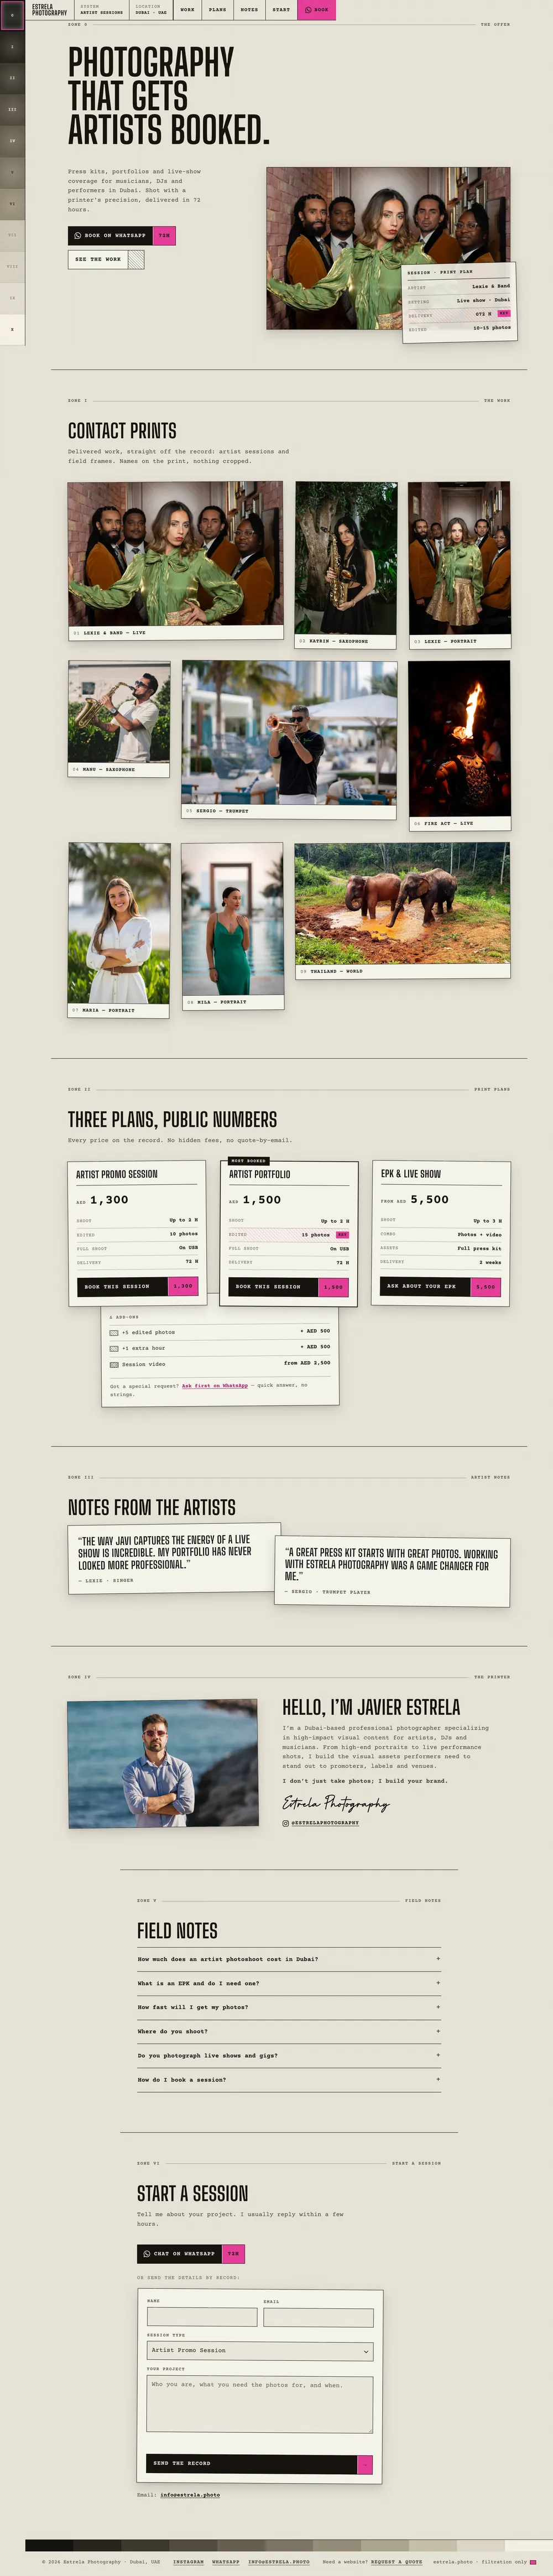 0
I
II
III
IV
V
VI
VII
VIII
IX
X
ESTRELA
PHOTOGRAPHY
SYSTEM
ARTIST SESSIONS
LOCATION
DUBAI · UAE
WORK
PLANS
NOTES
START
BOOK
ZONE 0
THE OFFER
PHOTOGRAPHY
THAT GETS
ARTISTS BOOKED.
Press kits, portfolios and live-show
coverage for musicians, DJs and
performers in Dubai. Shot with a
printer's precision, delivered in 72
hours.
BOOK ON WHATSAPP
72H
SEE THE WORK
SESSION · PRINT PLAN
ARTIST
Lexie & Band
SETTING
Live show · Dubai
DELIVERY
072 H
EDITED
10–15 photos
ZONE I
THE WORK
CONTACT PRINTS
Delivered work, straight off the record: artist sessions and
field frames. Names on the print, nothing cropped.
01 LEXIE & BAND — LIVE
02 KATRIN — SAXOPHONE
03 LEXIE — PORTRAIT
04 MANU — SAXOPHONE
05 SERGIO — TRUMPET
06 FIRE ACT — LIVE
07 MARIA — PORTRAIT
08 MILA — PORTRAIT
09 THAILAND — WORLD
ZONE II
PRINT PLANS
THREE PLANS, PUBLIC NUMBERS
Every price on the record. No hidden fees, no quote-by-email.
ARTIST PROMO SESSION
AED 1,300
SHOOT
Up to 2 H
EDITED
10 photos
FULL SHOOT
On USB
DELIVERY
72 H
BOOK THIS SESSION
1,300
MOST BOOKED
ARTIST PORTFOLIO
AED 1,500
SHOOT
Up to 2 H
EDITED
15 photos
FULL SHOOT
On USB
DELIVERY
72 H
BOOK THIS SESSION
1,500
EPK & LIVE SHOW
FROM AED 5,500
SHOOT
Up to 3 H
COMBO
Photos + video
ASSETS
Full press kit
DELIVERY
2 weeks
ASK ABOUT YOUR EPK
5,500
Δ ADD-ONS
+5 edited photos
+ AED 500
+1 extra hour
+ AED 500
Session video
from AED 2,500
Got a special request? Ask first on WhatsApp — quick answer, no
strings.
ZONE III
ARTIST NOTES
NOTES FROM THE ARTISTS
“THE WAY JAVI CAPTURES THE ENERGY OF A LIVE
SHOW IS INCREDIBLE. MY PORTFOLIO HAS NEVER
LOOKED MORE PROFESSIONAL.”
— LEXIE · SINGER
“A GREAT PRESS KIT STARTS WITH GREAT PHOTOS. WORKING
WITH ESTRELA PHOTOGRAPHY WAS A GAME CHANGER FOR
ME.”
— SERGIO · TRUMPET PLAYER
ZONE IV
THE PRINTER
HELLO, I’M JAVIER ESTRELA
I'm a Dubai-based professional photographer specializing
in high-impact visual content for artists, DJs and
musicians. From high-end portraits to live performance
shots, I build the visual assets performers need to
stand out to promoters, labels and venues.
I don't just take photos; I build your brand.
Estrela Photography
@ESTRELAPHOTOGRAPHY
ZONE V
FIELD NOTES
FIELD NOTES
How much does an artist photoshoot cost in Dubai?
+
What is an EPK and do I need one?
+
How fast will I get my photos?
+
Where do you shoot?
+
Do you photograph live shows and gigs?
+
How do I book a session?
+
ZONE VI
START A SESSION
START A SESSION
Tell me about your project. I usually reply within a few
hours.
CHAT ON WHATSAPP
72H
OR SEND THE DETAILS BY RECORD:
NAME
EMAIL
SESSION TYPE
Artist Promo Session
YOUR PROJECT
Who you are, what you need the photos for, and when.
SEND THE RECORD
Email: info@estrela.photo
© 2026 Estrela Photography · Dubai, UAE
INSTAGRAM
WHATSAPP
INFO@ESTRELA.PHOTO
Need a website? REQUEST A QUOTE
estrela.photo · filtration only